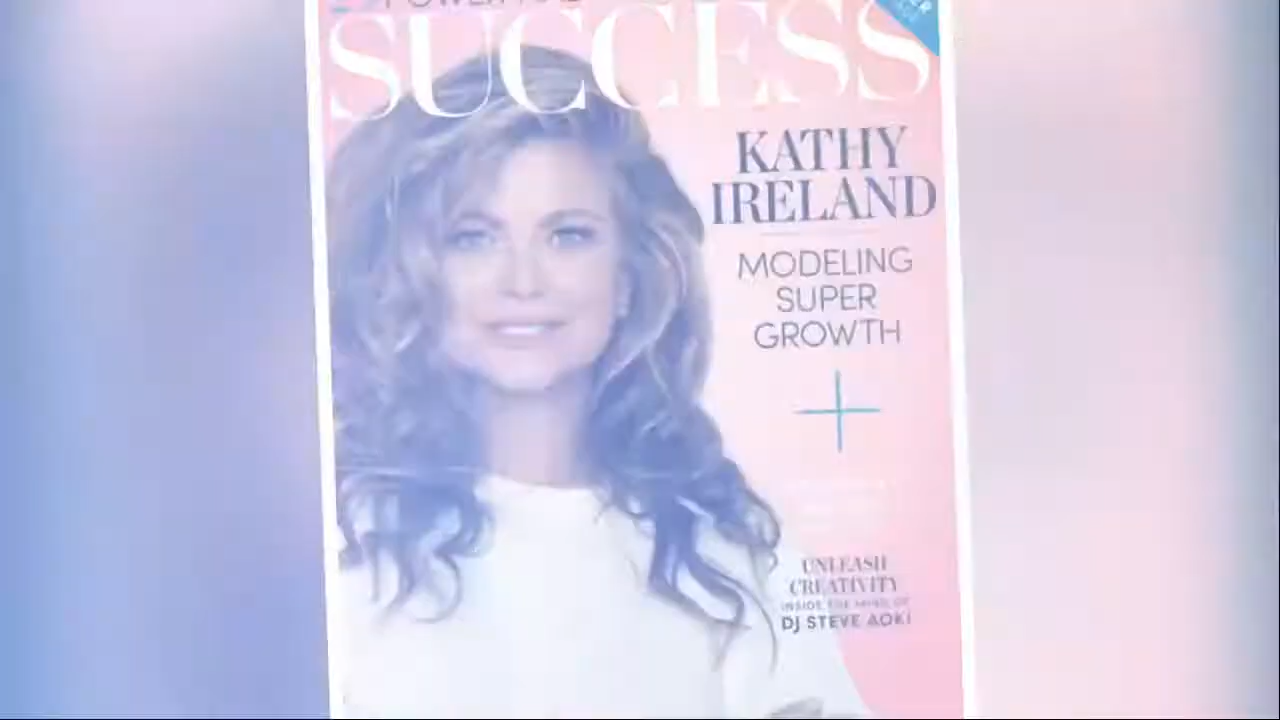 SUCCESS
KATHY
IRELAND
MODELING
SUPER
GROWTH
UNLEASH
CREATIVITY
INSIDE THE MIND OF
DJ STEVE AOKI